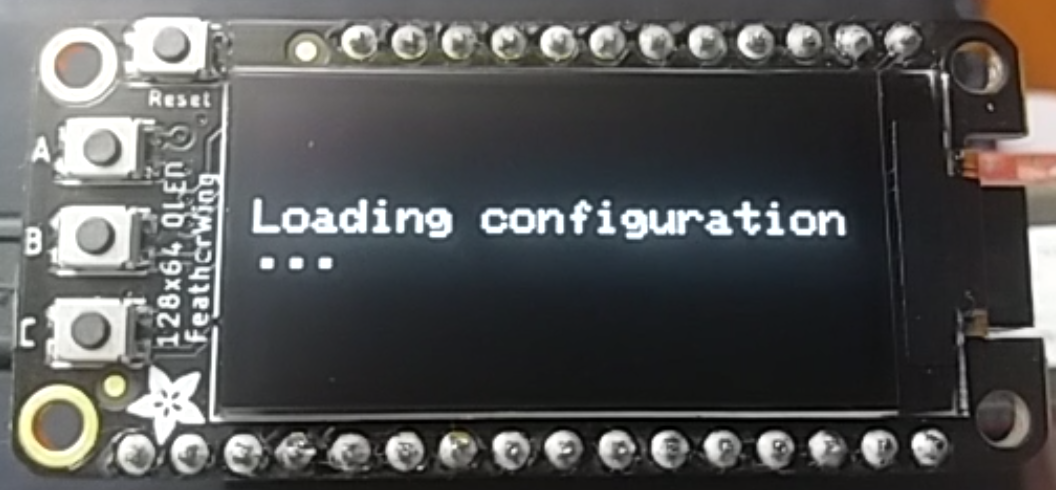 Reset
A
B
C
128x64 OLED
FeatherWing
Loading configuration
...